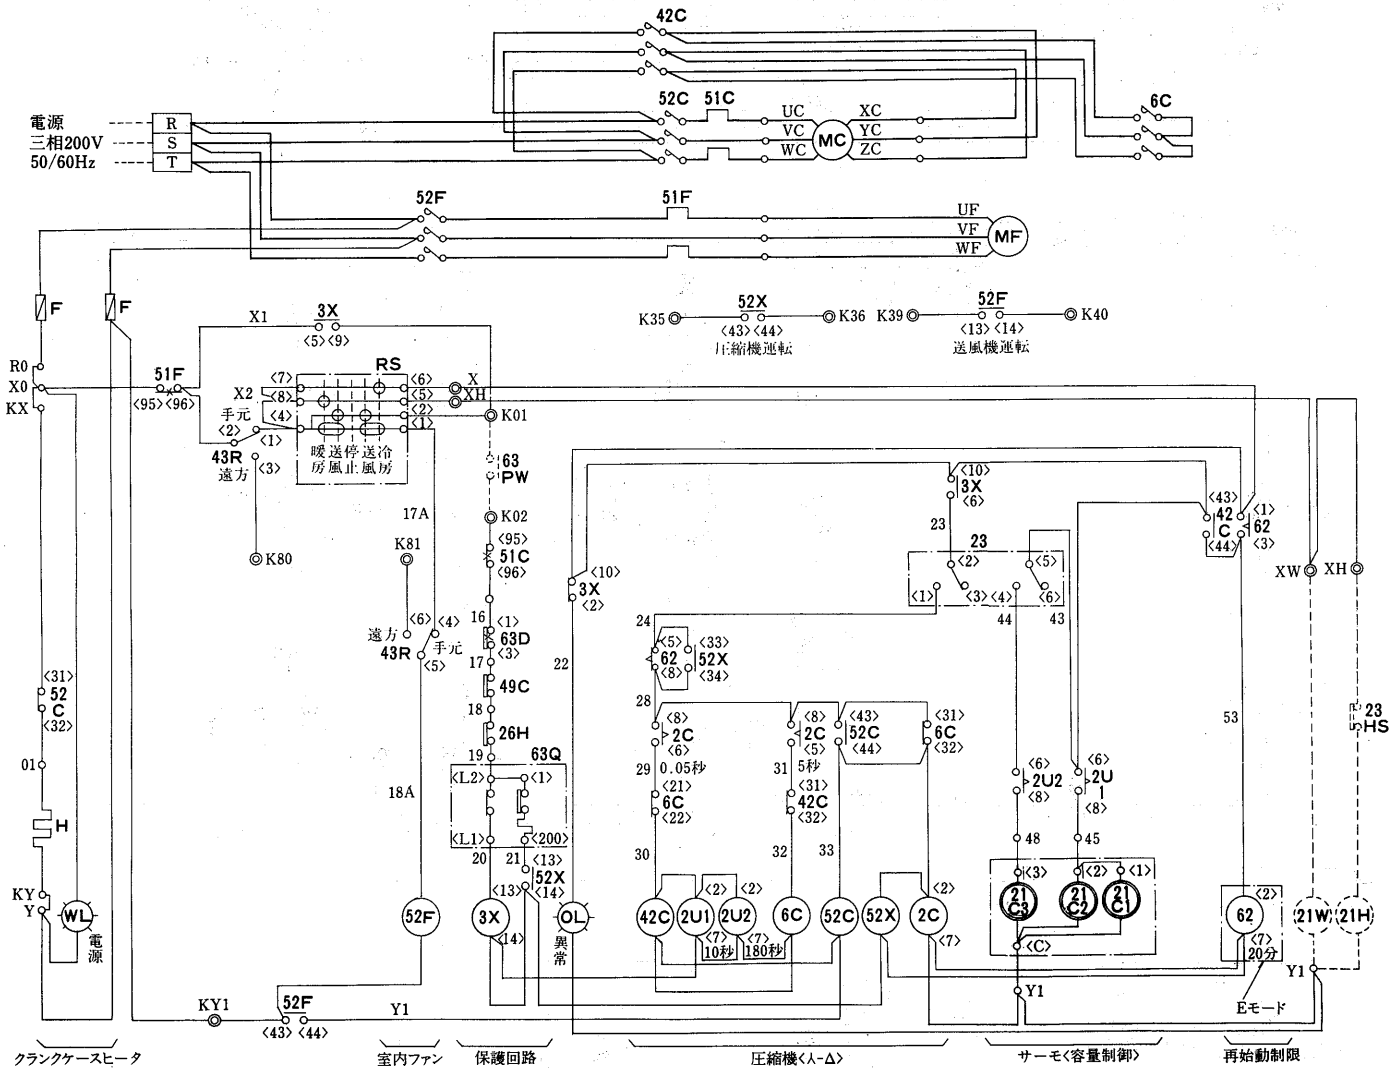 42C
52C 51C
6C
電源
三相200V
50/60Hz
R
S
T
UC
VC
WC
MC
XC
YC
ZC
52F
51F
UF
VF
WF
MF
F
F
X1
3X
<5> <9>
K35
52X
<43> <44>
K36
圧縮機運転
K39
52F
<13> <14>
K40
送風機運転
R0
X0
KX
51F
<95> <96>
RS
X2
<7>
<8>
<4>
<6>
<5>
<2>
<1>
X
XH
K01
手元
<2>
<1>
43R
遠方
<3>
暖房
送風
停止
送風
冷房
63
PW
K02
17A
K80
K81
<95>
51C
<96>
<10>
3X
<6>
23
23
<2>
<1>
<3>
<5>
<4>
<6>
44
43
<43>
42
C
<44>
<1>
62
<3>
XW
XH
<10>
3X
<2>
16
<1>
63D
<3>
17
49C
18
26H
19
遠方
<6>
<4>
手元
43R
<5>
22
24
<5>
62
<8>
<33>
52X
<34>
28
<8>
2C
<6>
29
0.05秒
<8>
2C
<5>
31
5秒
<43>
52C
<44>
<31>
6C
<32>
53
23
HS
<31>
52
C
<32>
01
H
63Q
<L2>
<1>
<L1>
<200>
20
21
18A
<21>
6C
<22>
<31>
42C
<32>
30
32
33
<6>
2U2
<8>
<6>
2U
1
<8>
48
45
<13>
52X
<14>
<13>
<14>
KY
Y
WL
電源
52F
3X
OL
異常
42C
2U1
<2>
<7>
10秒
2U2
<2>
<7>
180秒
6C
52C
52X
2C
<2>
<7>
<3>
21
C3
<2>
21
C2
<1>
21
C1
<C>
62
<2>
<7>
20分
21W
21H
Y1
Y1
Eモード
KY1
52F
<43> <44>
Y1
クランクケースヒータ
室内ファン
保護回路
圧縮機<人-Δ>
サーモ<容量制御>
再始動制限